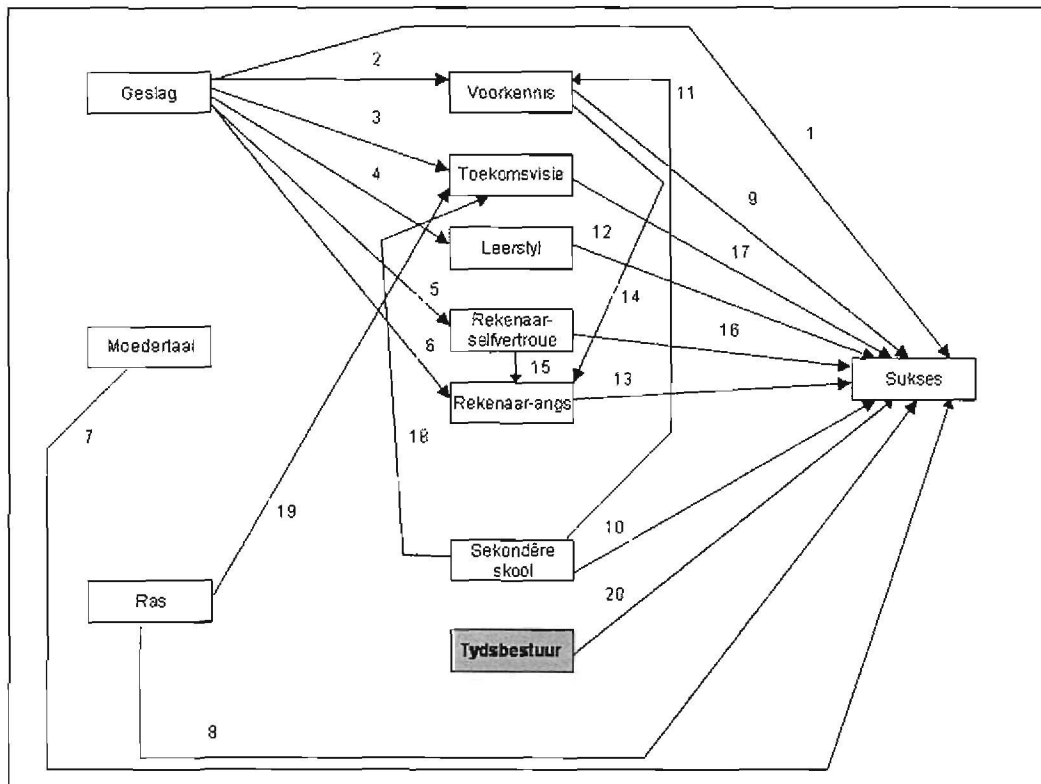 2
Geslag
Voorkennis
11
3
1
4
Toekomsvisie
9
Leerstyl
12
17
5
14
Rekenaar-
selfvertroue
16
Moedertaal
6
15
13
Rekenaar-angs
Sukses
7
18
19
10
Sekondêre
skool
20
Ras
Tydsbestuur
8